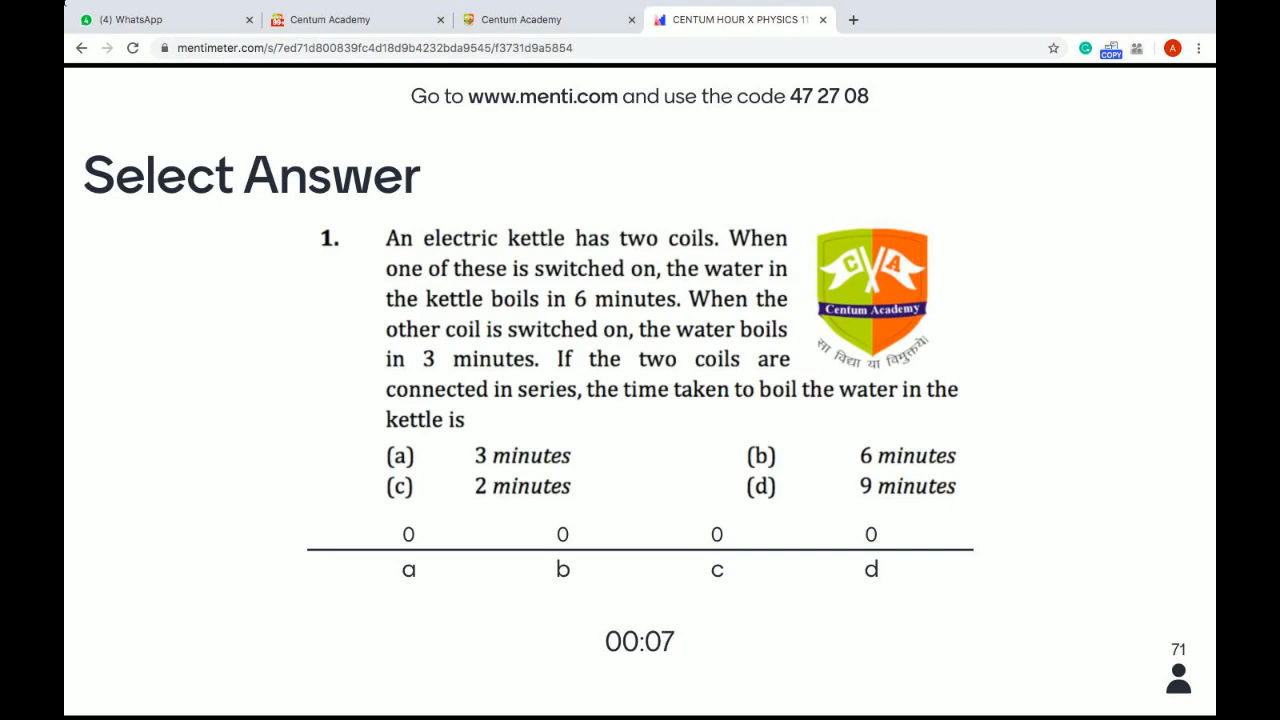 (4) WhatsApp
Centum Academy
Centum Academy
CENTUM HOUR X PHYSICS 11
mentimeter.com/s/7ed71d800839fc4d18d9b4232bda9545/f3731d9a5854
COPY
A
Go to www.menti.com and use the code 47 27 08
Select Answer
1. An electric kettle has two coils. When
one of these is switched on, the water in
the kettle boils in 6 minutes. When the
other coil is switched on, the water boils
in 3 minutes. If the two coils are
connected in series, the time taken to boil the water in the
kettle is
C A
Centum Academy
सा विद्या या विमुक्तये।
(a) 3 minutes (b) 6 minutes
(c) 2 minutes (d) 9 minutes
0 0 0 0
a b c d
00:07
71